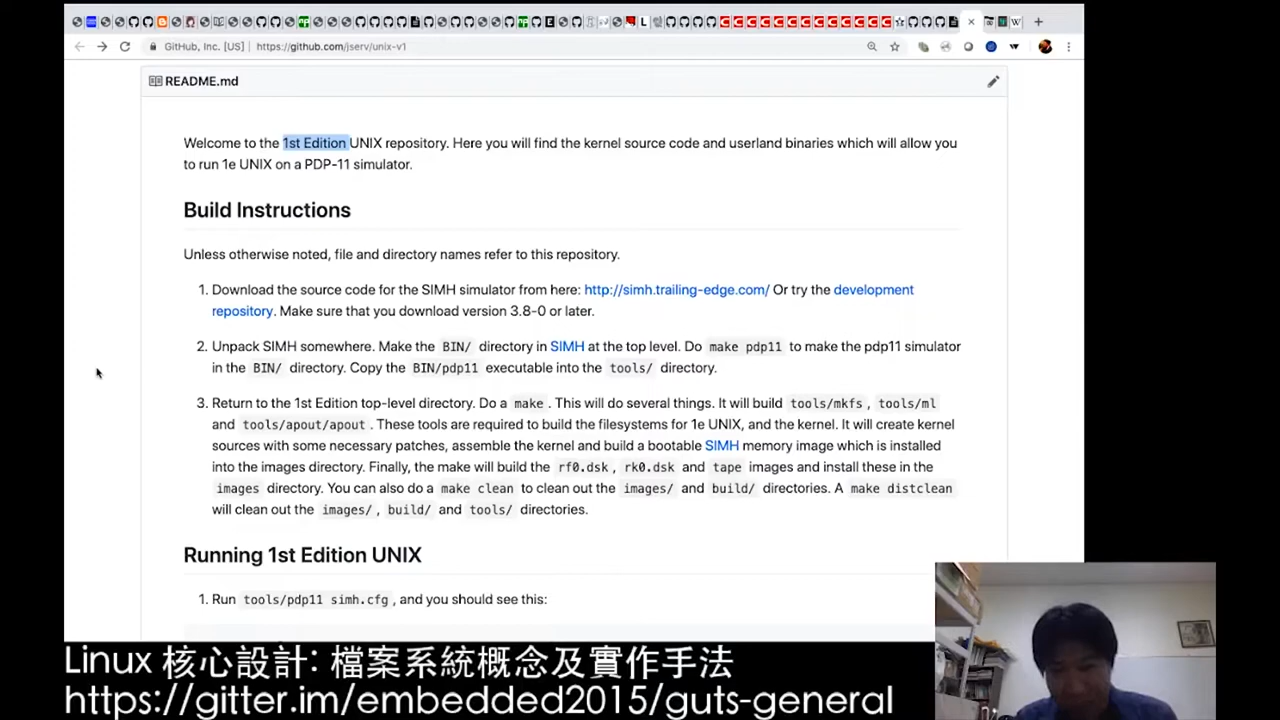 GitHub, Inc. [US] | https://github.com/jserv/unix-v1
README.md
Welcome to the 1st Edition UNIX repository. Here you will find the kernel source code and userland binaries which will allow you
to run 1e UNIX on a PDP-11 simulator.
Build Instructions
Unless otherwise noted, file and directory names refer to this repository.
1. Download the source code for the SIMH simulator from here: http://simh.trailing-edge.com/ Or try the development
repository. Make sure that you download version 3.8-0 or later.
2. Unpack SIMH somewhere. Make the BIN/ directory in SIMH at the top level. Do make pdp11 to make the pdp11 simulator
in the BIN/ directory. Copy the BIN/pdp11 executable into the tools/ directory.
3. Return to the 1st Edition top-level directory. Do a make . This will do several things. It will build tools/mkfs , tools/ml
and tools/apout/apout . These tools are required to build the filesystems for 1e UNIX, and the kernel. It will create kernel
sources with some necessary patches, assemble the kernel and build a bootable SIMH memory image which is installed
into the images directory. Finally, the make will build the rf0.dsk , rk0.dsk and tape images and install these in the
images directory. You can also do a make clean to clean out the images/ and build/ directories. A make distclean
will clean out the images/ , build/ and tools/ directories.
Running 1st Edition UNIX
1. Run tools/pdp11 simh.cfg , and you should see this:
Linux 核心設計: 檔案系統概念及實作手法
https://gitter.im/embedded2015/guts-general